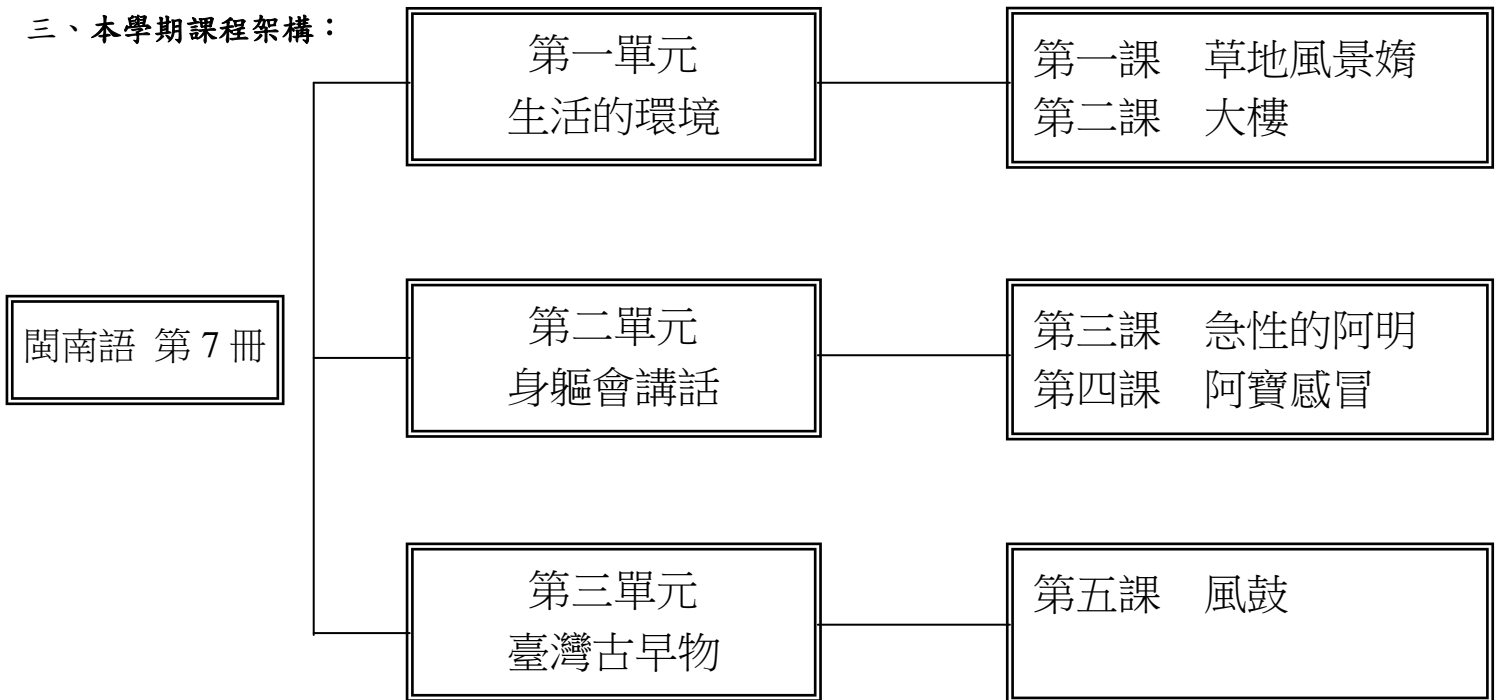 三、本學期課程架構：
第一單元
生活的環境
第一課　草地風景媠
第二課　大樓
閩南語 第 7 冊
第二單元
身軀會講話
第三課　急性的阿明
第四課　阿寶感冒
第三單元
臺灣古早物
第五課　風鼓